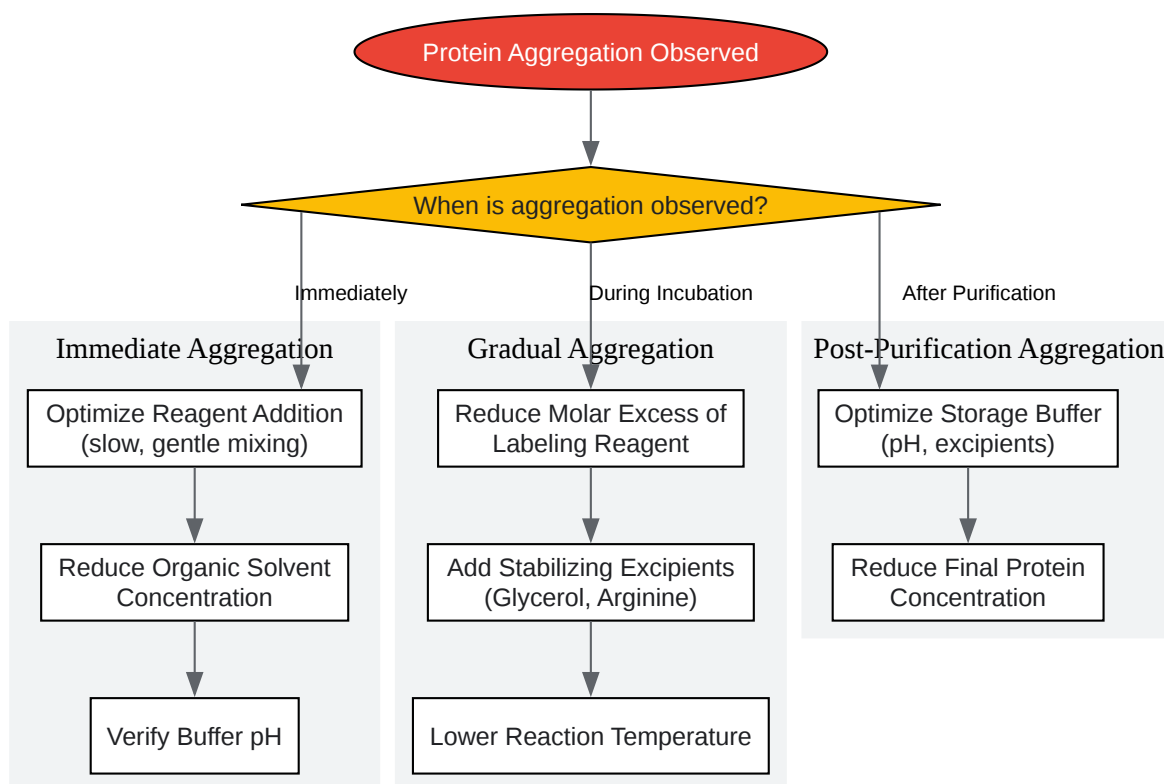 Protein Aggregation Observed
When is aggregation observed?
Immediately
During Incubation
After Purification
Immediate Aggregation
Optimize Reagent Addition
(slow, gentle mixing)
Reduce Organic Solvent
Concentration
Verify Buffer pH
Gradual Aggregation
Reduce Molar Excess of
Labeling Reagent
Add Stabilizing Excipients
(Glycerol, Arginine)
Lower Reaction Temperature
Post-Purification Aggregation
Optimize Storage Buffer
(pH, excipients)
Reduce Final Protein
Concentration